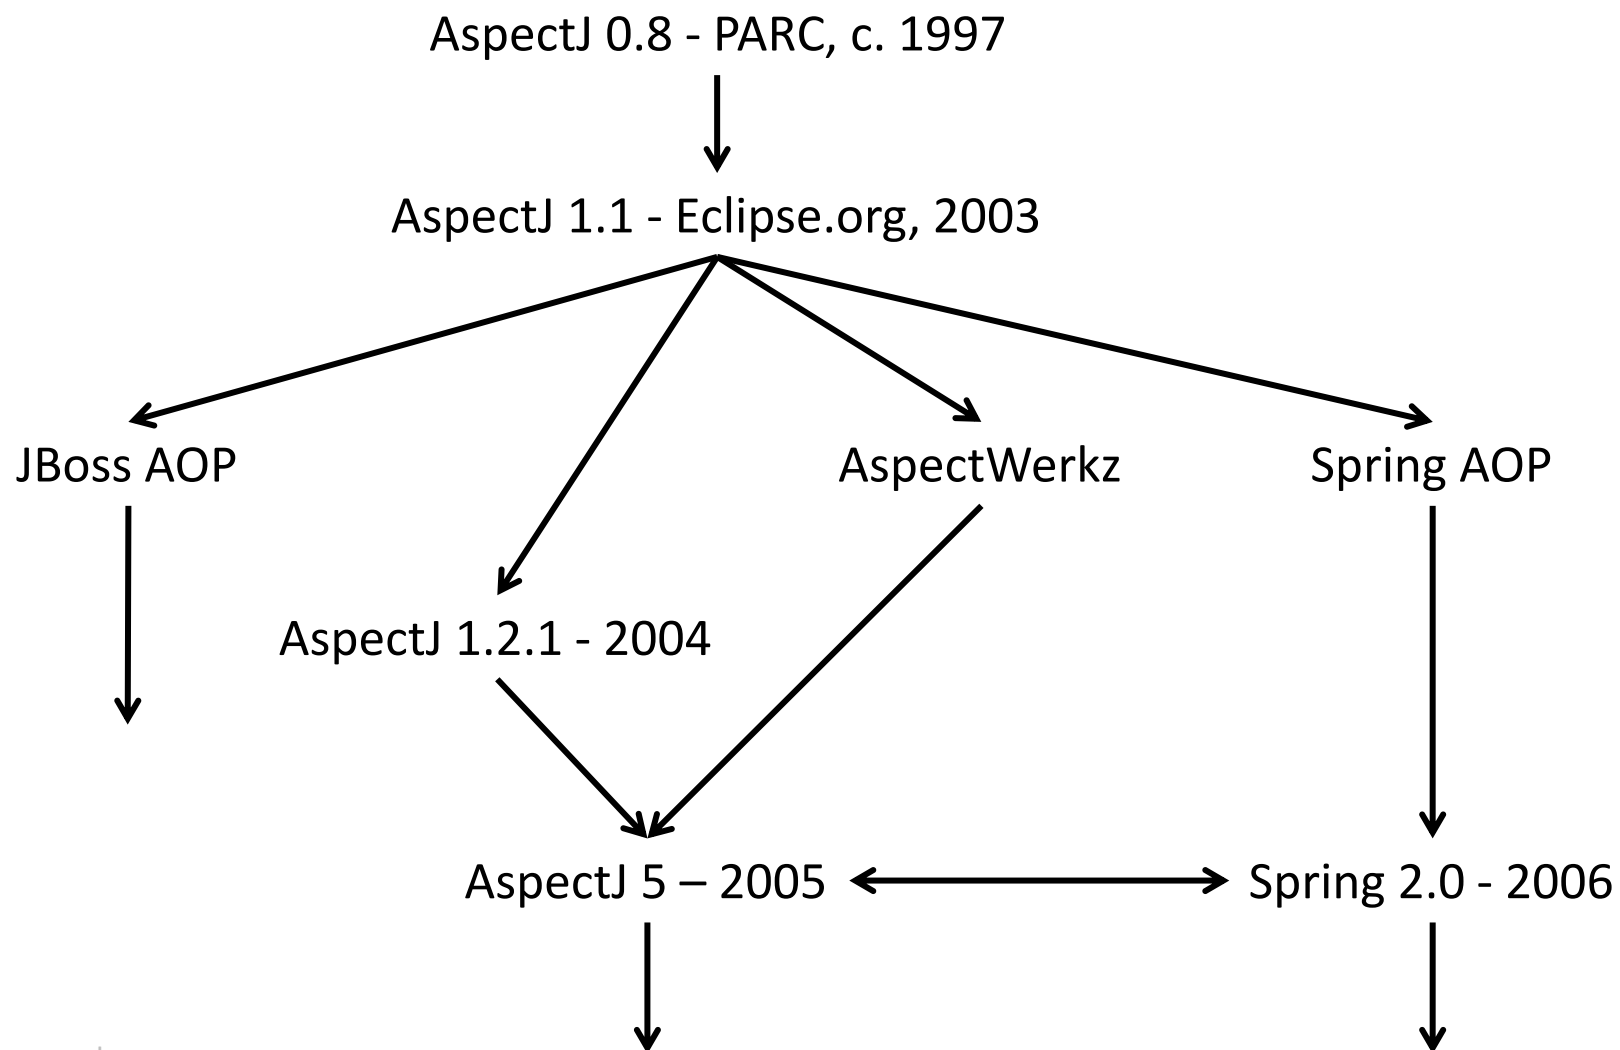 AspectJ 0.8 - PARC, c. 1997
AspectJ 1.1 - Eclipse.org, 2003
JBoss AOP
AspectWerkz
Spring AOP
AspectJ 1.2.1 - 2004
AspectJ 5 – 2005
Spring 2.0 - 2006